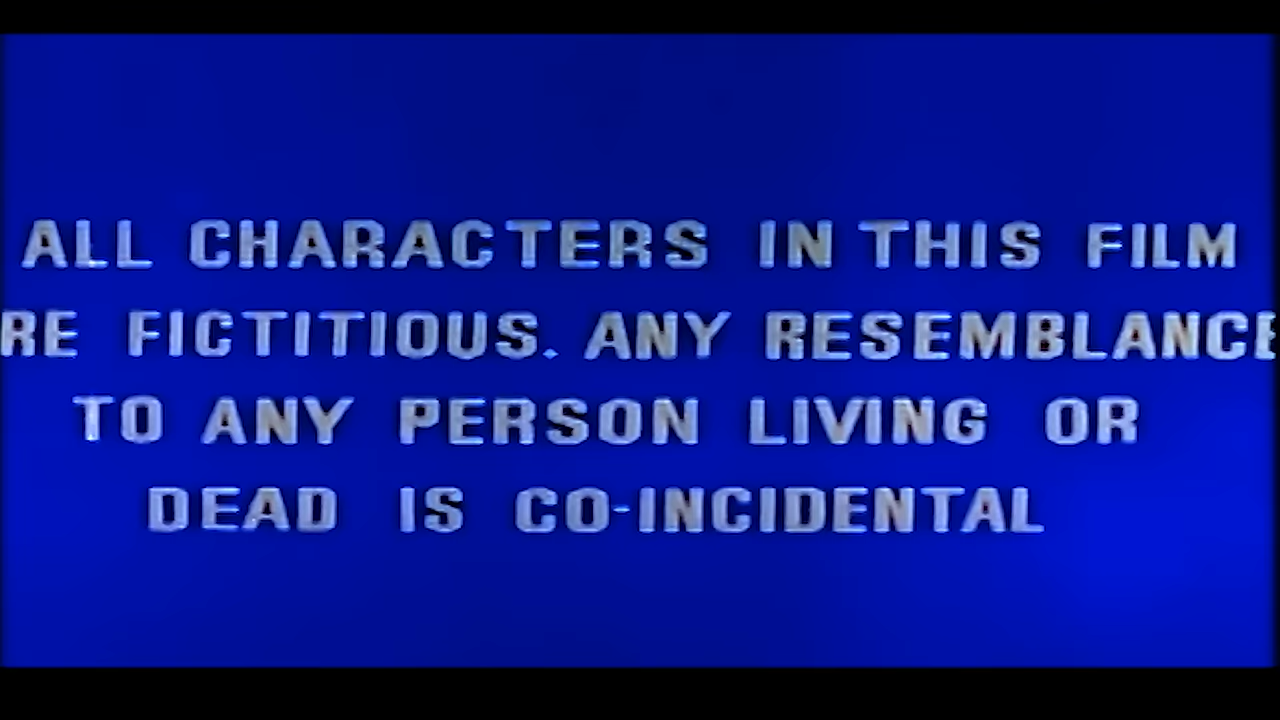 ALL CHARACTERS IN THIS FILM
RE FICTITIOUS. ANY RESEMBLANCE
TO ANY PERSON LIVING OR
DEAD IS CO-INCIDENTAL